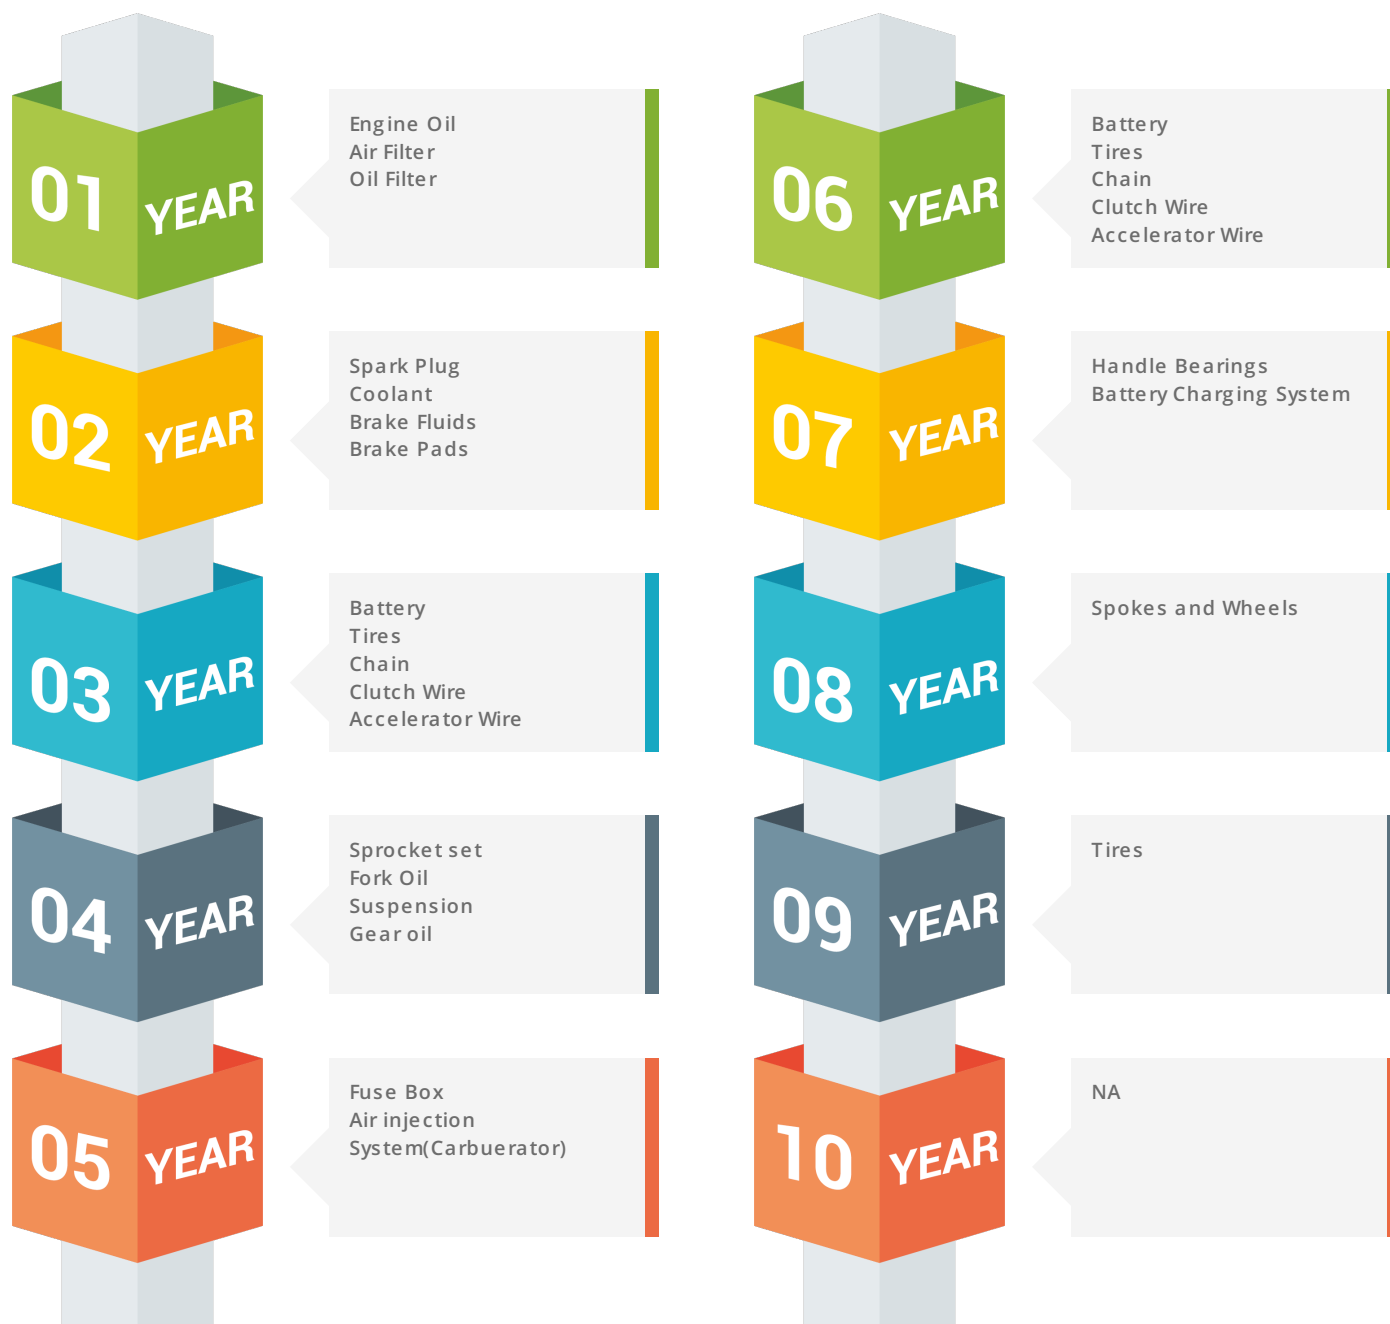 01 YEAR
Engine Oil
Air Filter
Oil Filter
02 YEAR
Spark Plug
Coolant
Brake Fluids
Brake Pads
03 YEAR
Battery
Tires
Chain
Clutch Wire
Accelerator Wire
04 YEAR
Sprocket set
Fork Oil
Suspension
Gear oil
05 YEAR
Fuse Box
Air injection
System(Carbuerator)
06 YEAR
Battery
Tires
Chain
Clutch Wire
Accelerator Wire
07 YEAR
Handle Bearings
Battery Charging System
08 YEAR
Spokes and Wheels
09 YEAR
Tires
10 YEAR
NA